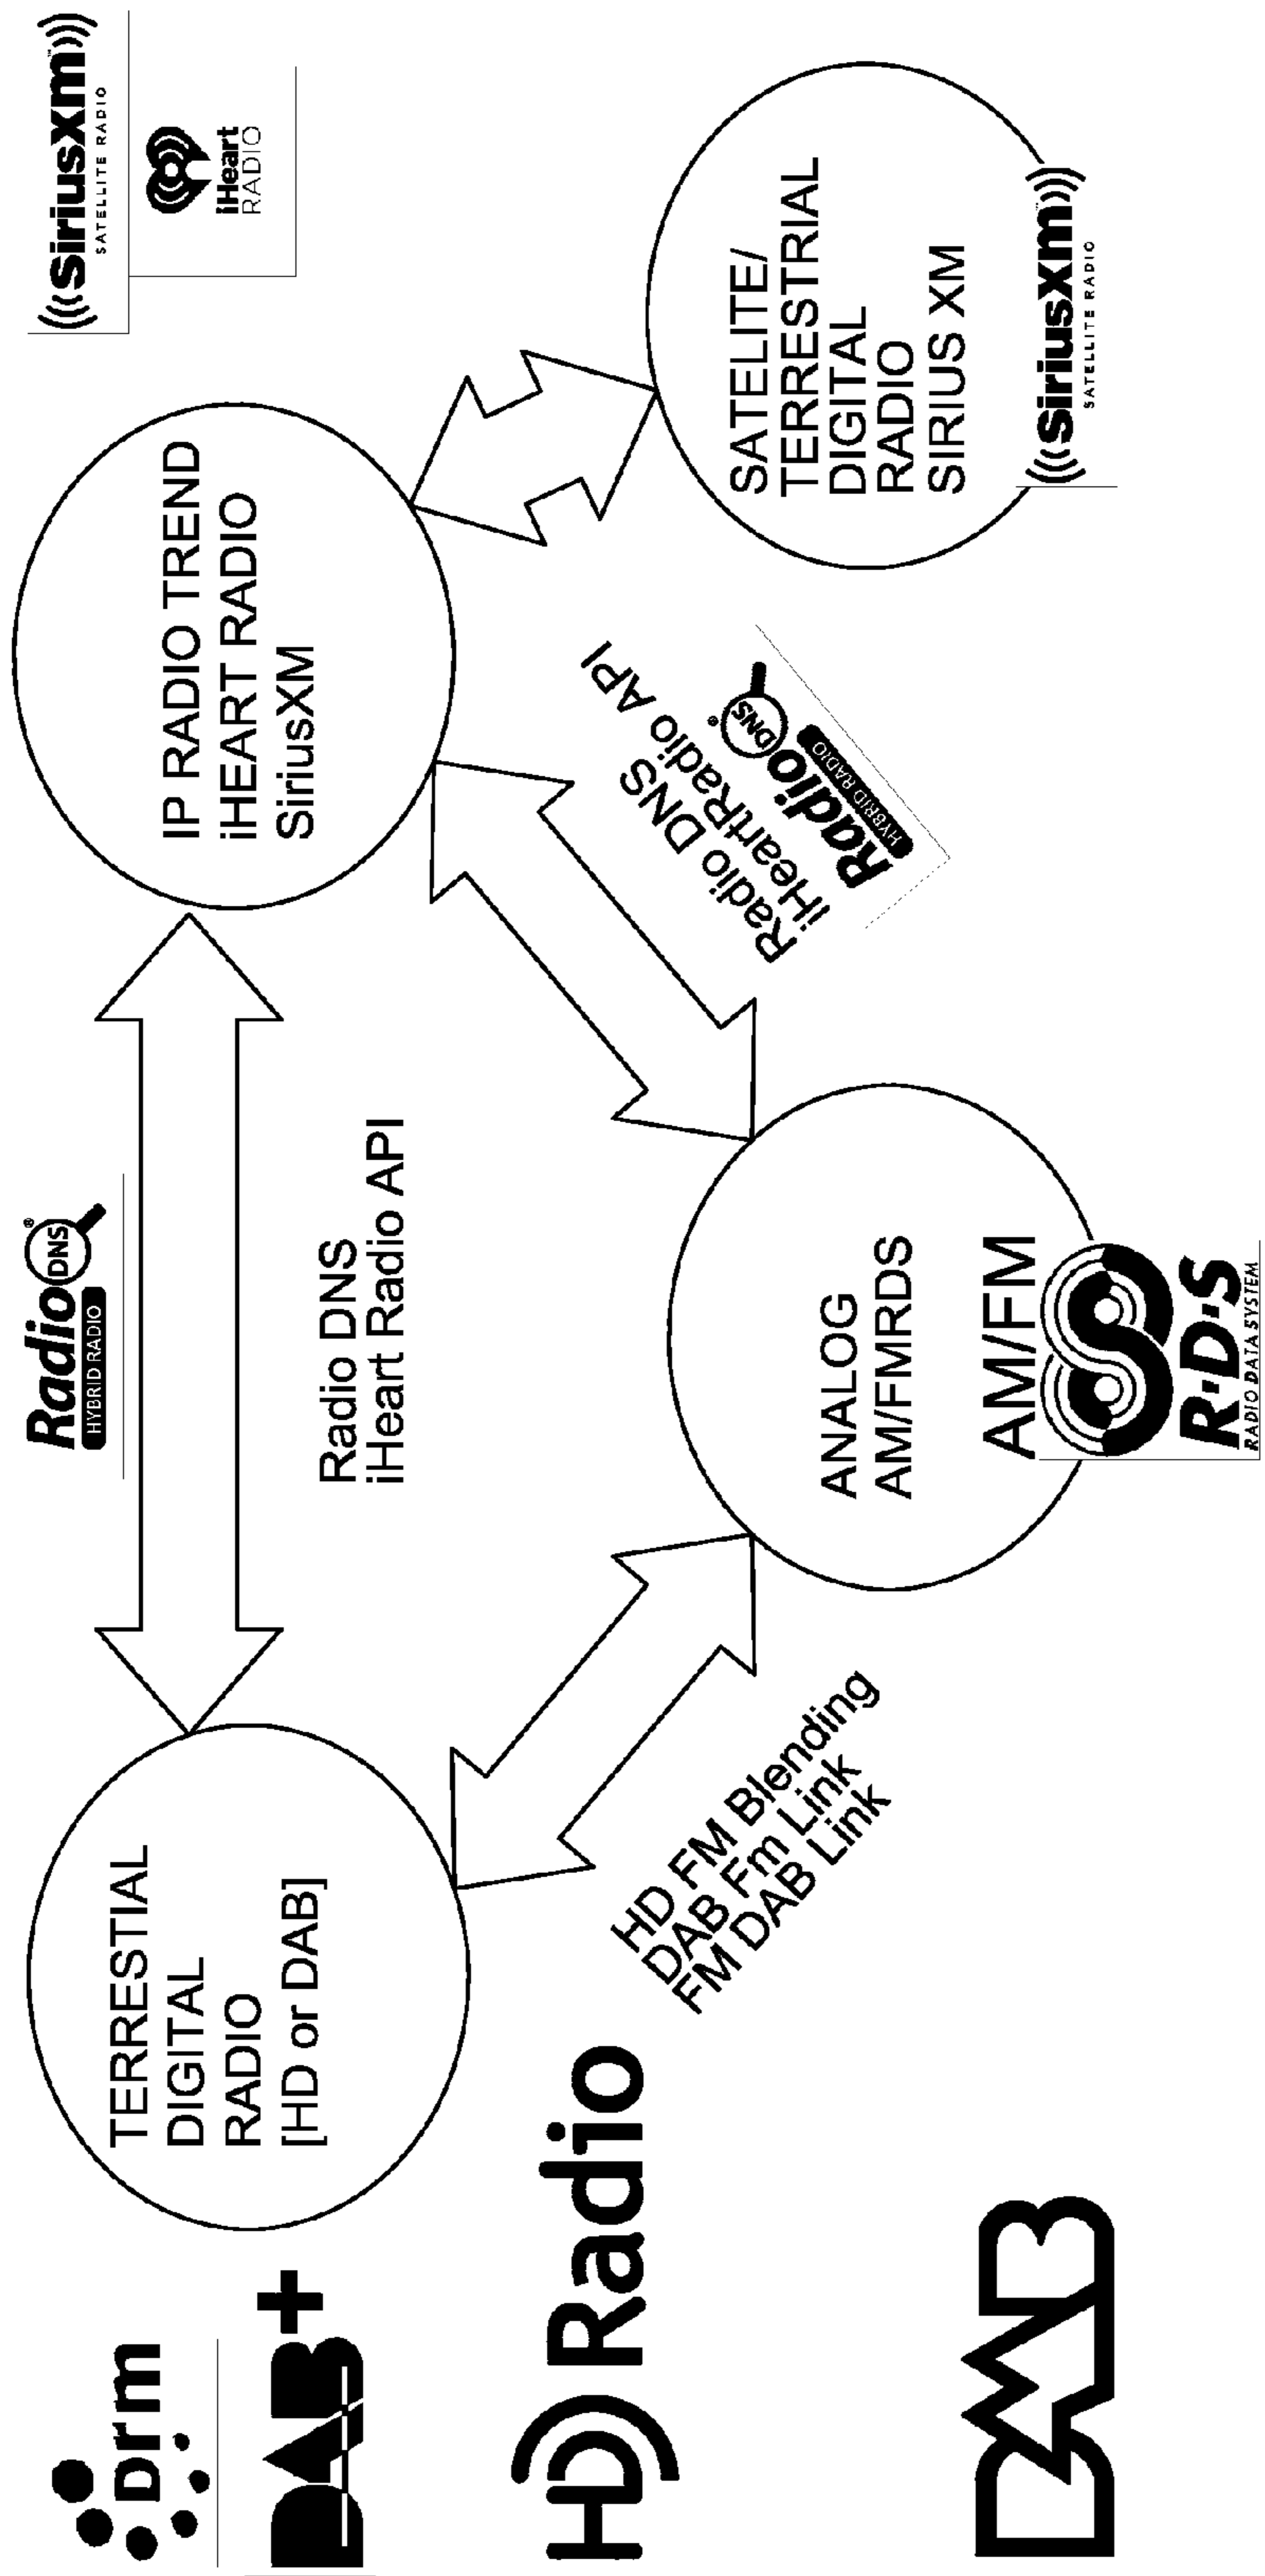 Drm
DAB+
HD Radio
DAB
TERRESTIAL
DIGITAL
RADIO
[HD or DAB]
Radio DNS®
HYBRID RADIO
Radio DNS
iHeart Radio API
HD FM Blending
DAB Fm Link
FM DAB Link
ANALOG
AM/FMRDS
AM/FM
R·D·S
RADIO DATA SYSTEM
IP RADIO TREND
iHEART RADIO
SiriusXM
Radio DNS
iHeartRadio API
Radio DNS®
HYBRID RADIO
(((SiriusXM)))
SATELLITE RADIO
iHeart
RADIO
SATELITE/
TERRESTRIAL
DIGITAL
RADIO
SIRIUS XM
(((SiriusXM)))
SATELLITE RADIO